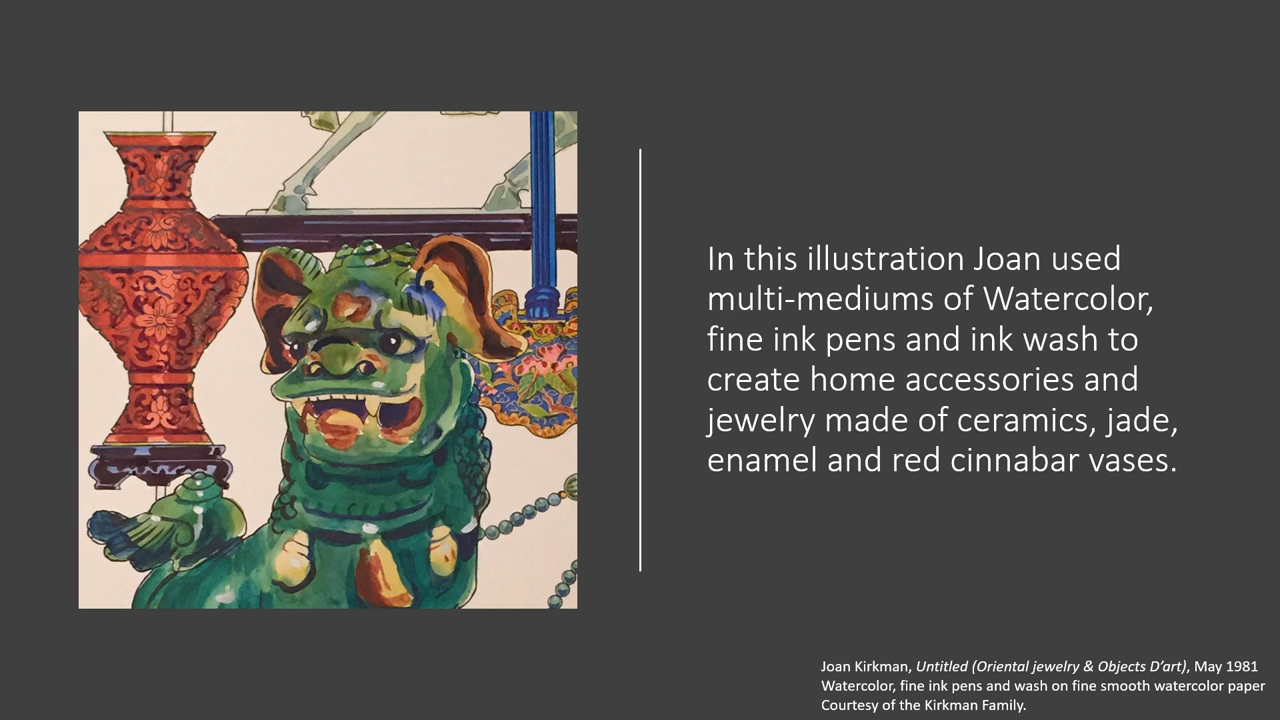 In this illustration Joan used
multi-mediums of Watercolor,
fine ink pens and ink wash to
create home accessories and
jewelry made of ceramics, jade,
enamel and red cinnabar vases.
Joan Kirkman, Untitled (Oriental jewelry & Objects D’art), May 1981
Watercolor, fine ink pens and wash on fine smooth watercolor paper
Courtesy of the Kirkman Family.